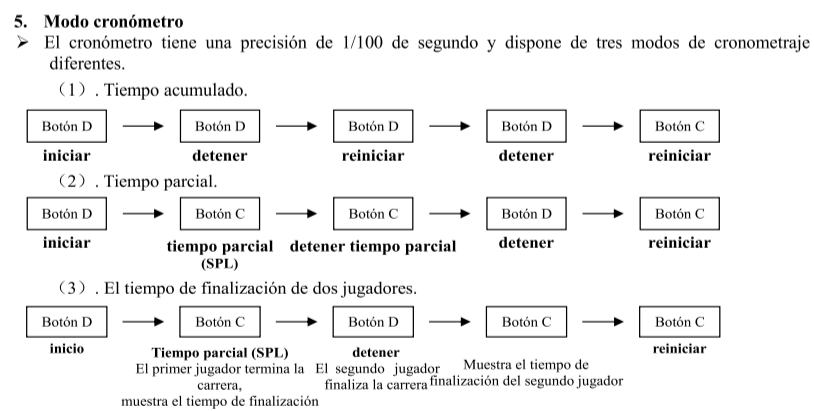 5. Modo cronómetro
➢ El cronómetro tiene una precisión de 1/100 de segundo y dispone de tres modos de cronometraje
diferentes.
（1）. Tiempo acumulado.
Botón D Botón D Botón D Botón D Botón C
iniciar detener reiniciar detener reiniciar
（2）. Tiempo parcial.
Botón D Botón C Botón C Botón D Botón C
iniciar tiempo parcial detener tiempo parcial detener reiniciar
(SPL)
（3）. El tiempo de finalización de dos jugadores.
Botón D Botón C Botón D Botón C Botón C
inicio Tiempo parcial (SPL) detener reiniciar
El primer jugador termina la El segundo jugador Muestra el tiempo de
carrera, finaliza la carrera finalización del segundo jugador
muestra el tiempo de finalización